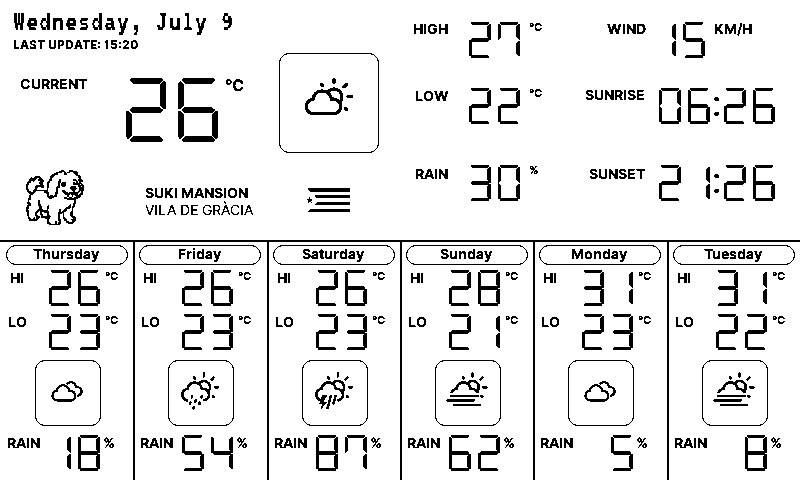 Wednesday, July 9
LAST UPDATE: 15:20
CURRENT 26 °C
HIGH 27 °C
LOW 22 °C
RAIN 30 %
WIND 15 KM/H
SUNRISE 06:26
SUNSET 21:26
SUKI MANSION
VILA DE GRÀCIA
Thursday
HI 26 °C
LO 23 °C
RAIN 18 %
Friday
HI 26 °C
LO 23 °C
RAIN 54 %
Saturday
HI 26 °C
LO 23 °C
RAIN 87 %
Sunday
HI 28 °C
LO 21 °C
RAIN 62 %
Monday
HI 31 °C
LO 23 °C
RAIN 5 %
Tuesday
HI 31 °C
LO 22 °C
RAIN 8 %